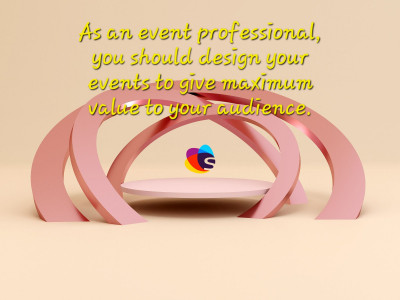 As an event professional,
you should design your
events to give maximum
value to your audience.
S